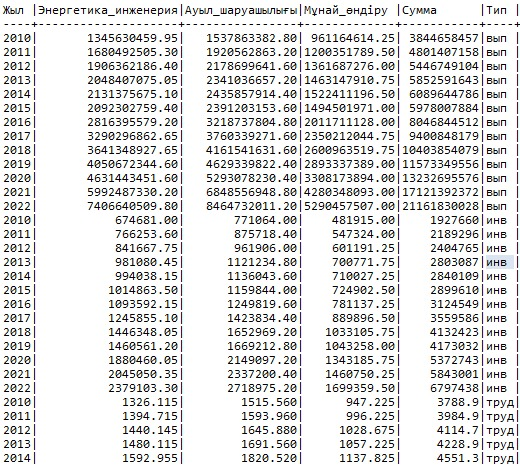 Жыл |Энергетика_инженерия|Ауыл_шаруашылығы|Мұнай_өндіру|Сумма |Тип |
2010| 1345630459.95| 1537863382.80| 961164614.25| 3844658457|вып |
2011| 1680492505.30| 1920562863.20|1200351789.50| 4801407158|вып |
2012| 1906362186.40| 2178699641.60|1361687276.00| 5446749104|вып |
2013| 2048407075.05| 2341036657.20|1463147910.75| 5852591643|вып |
2014| 2131375675.10| 2435857914.40|1522411196.50| 6089644786|вып |
2015| 2092302759.40| 2391203153.60|1494501971.00| 5978007884|вып |
2016| 2816395579.20| 3218737804.80|2011711128.00| 8046844512|вып |
2017| 3290296862.65| 3760339271.60|2350212044.75| 9400848179|вып |
2018| 3641348927.65| 4161541631.60|2600963519.75|10403854079|вып |
2019| 4050672344.60| 4629339822.40|2893337389.00|11573349556|вып |
2020| 4631443451.60| 5293078230.40|3308173894.00|13232695576|вып |
2021| 5992487330.20| 6848556948.80|4280348093.00|17121392372|вып |
2022| 7406640509.80| 8464732011.20|5290457507.00|21161830028|вып |
2010| 674681.00| 771064.00| 481915.00| 1927660|инв |
2011| 766253.60| 875718.40| 547324.00| 2189296|инв |
2012| 841667.75| 961906.00| 601191.25| 2404765|инв |
2013| 981080.45| 1121234.80| 700771.75| 2803087|инв |
2014| 994038.15| 1136043.60| 710027.25| 2840109|инв |
2015| 1014863.50| 1159844.00| 724902.50| 2899610|инв |
2016| 1093592.15| 1249819.60| 781137.25| 3124549|инв |
2017| 1245855.10| 1423834.40| 889896.50| 3559586|инв |
2018| 1446348.05| 1652969.20| 1033105.75| 4132423|инв |
2019| 1460561.20| 1669212.80| 1043258.00| 4173032|инв |
2020| 1880460.05| 2149097.20| 1343185.75| 5372743|инв |
2021| 2045050.35| 2337200.40| 1460750.25| 5843001|инв |
2022| 2379103.30| 2718975.20| 1699359.50| 6797438|инв |
2010| 1326.115| 1515.560| 947.225| 3788.9|труд|
2011| 1394.715| 1593.960| 996.225| 3984.9|труд|
2012| 1440.145| 1645.880| 1028.675| 4114.7|труд|
2013| 1480.115| 1691.560| 1057.225| 4228.9|труд|
2014| 1592.955| 1820.520| 1137.825| 4551.3|труд|